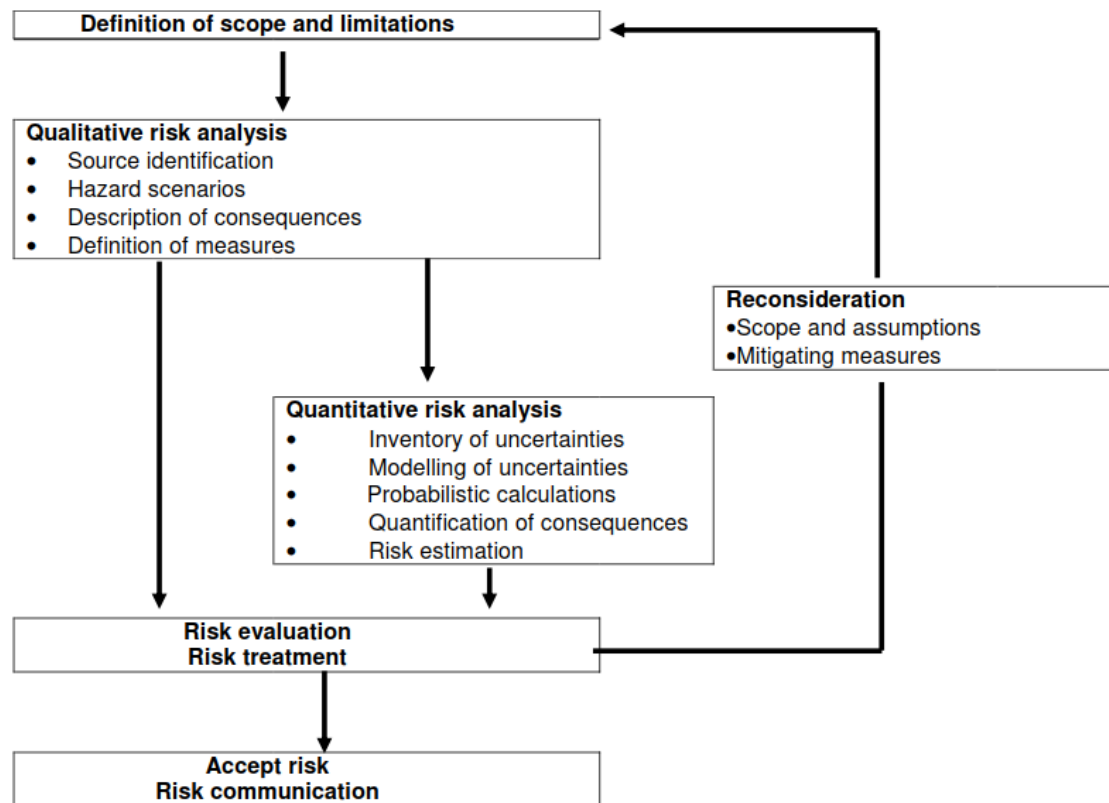 Definition of scope and limitations
Qualitative risk analysis
• Source identification
• Hazard scenarios
• Description of consequences
• Definition of measures
Reconsideration
•Scope and assumptions
•Mitigating measures
Quantitative risk analysis
• Inventory of uncertainties
• Modelling of uncertainties
• Probabilistic calculations
• Quantification of consequences
• Risk estimation
Risk evaluation
Risk treatment
Accept risk
Risk communication